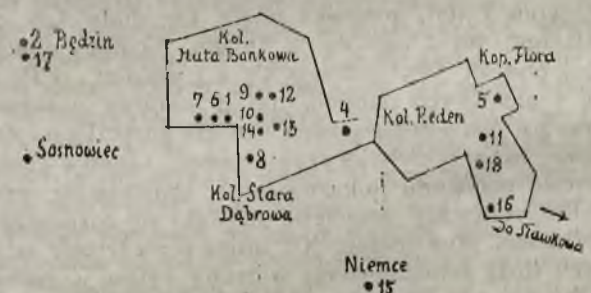 2 Będzin
17
Kol.
Huta Bankowa
Kop. Flora
9 12
7 6 1
10
14 13
4
5
Kol. Reden
11
Sosnowiec
8
18
Kol. Stara
Dąbrowa
16
Do Sławkowa
Niemce
15